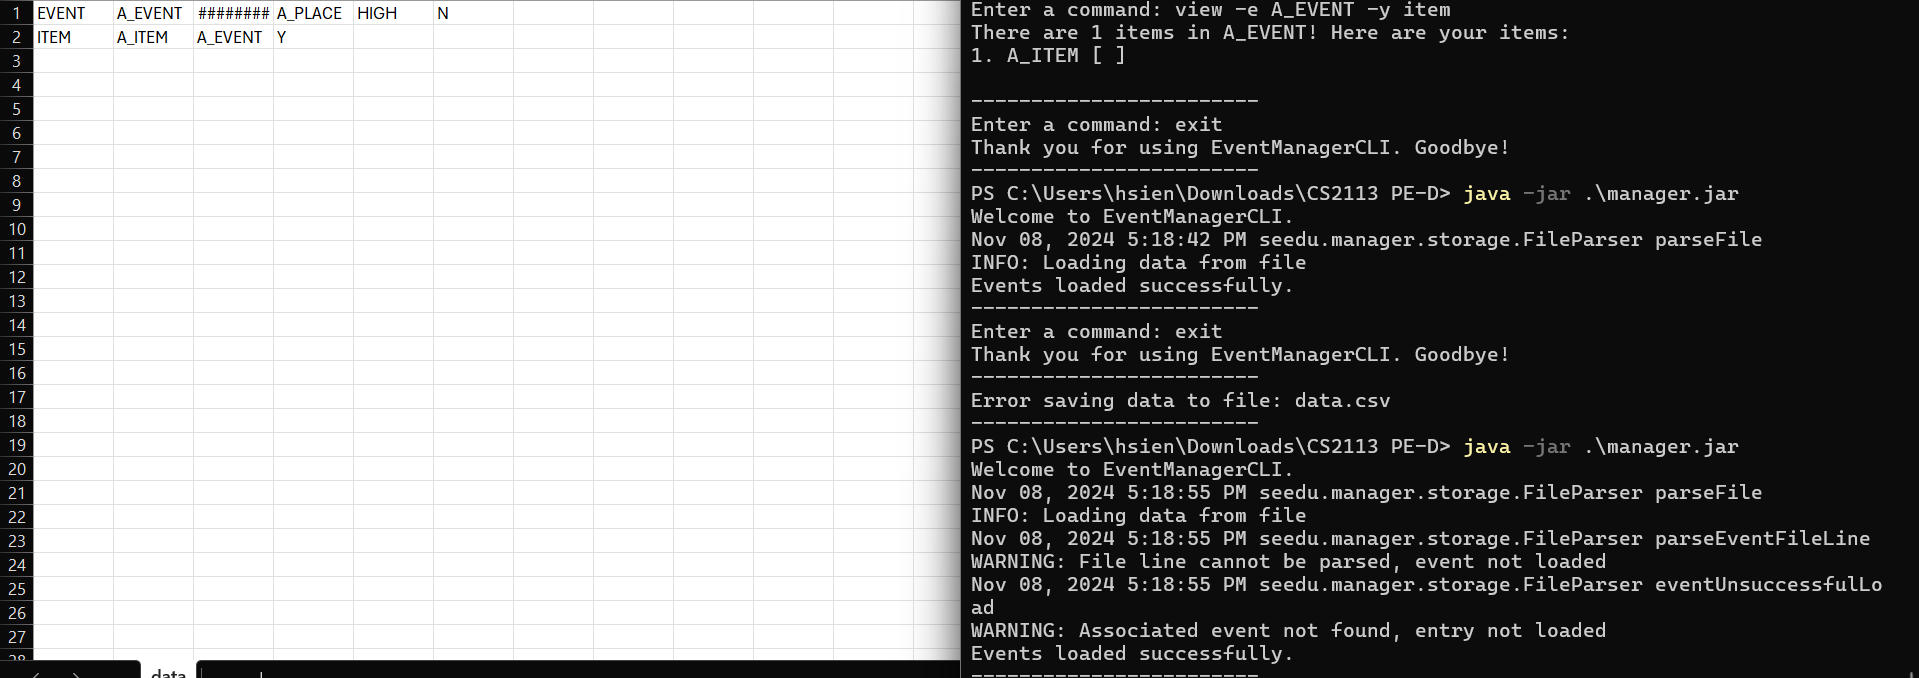 1 EVENT A_EVENT ######## A_PLACE HIGH N
2 ITEM A_ITEM A_EVENT Y
3
4
5
6
7
8
9
10
11
12
13
14
15
16
17
18
19
20
21
22
23
24
25
26
27
28
data
Enter a command: view -e A_EVENT -y item
There are 1 items in A_EVENT! Here are your items:
1. A_ITEM [ ]
------------------------
Enter a command: exit
Thank you for using EventManagerCLI. Goodbye!
------------------------
PS C:\Users\hsien\Downloads\CS2113 PE-D> java -jar .\manager.jar
Welcome to EventManagerCLI.
Nov 08, 2024 5:18:42 PM seedu.manager.storage.FileParser parseFile
INFO: Loading data from file
Events loaded successfully.
------------------------
Enter a command: exit
Thank you for using EventManagerCLI. Goodbye!
------------------------
Error saving data to file: data.csv
------------------------
PS C:\Users\hsien\Downloads\CS2113 PE-D> java -jar .\manager.jar
Welcome to EventManagerCLI.
Nov 08, 2024 5:18:55 PM seedu.manager.storage.FileParser parseFile
INFO: Loading data from file
Nov 08, 2024 5:18:55 PM seedu.manager.storage.FileParser parseEventFileLine
WARNING: File line cannot be parsed, event not loaded
Nov 08, 2024 5:18:55 PM seedu.manager.storage.FileParser eventUnsuccessfulLo
ad
WARNING: Associated event not found, entry not loaded
Events loaded successfully.
------------------------